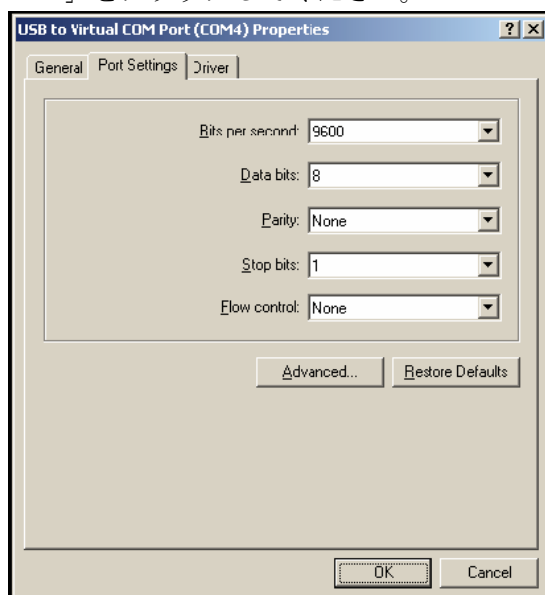 USB to Virtual COM Port (COM4) Properties
General Port Settings Driver
Bits per second: 9600
Data bits: 8
Parity: None
Stop bits: 1
Flow control: None
Advanced... Restore Defaults
OK Cancel